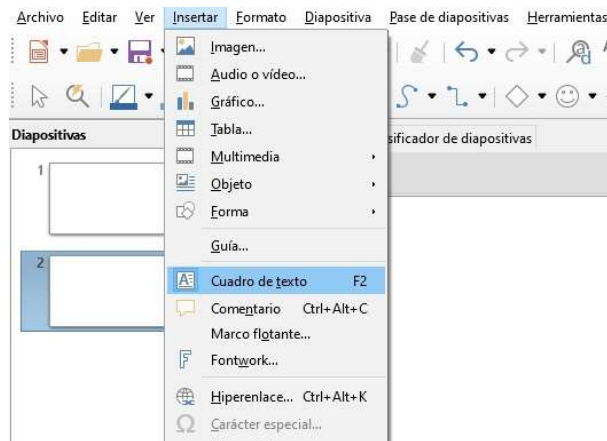 Archivo Editar Ver Insertar Formato Diapositiva Pase de diapositivas Herramientas
Imagen...
Audio o vídeo...
Gráfico...
Tabla...
Diapositivas
sificador de diapositivas
Multimedia
1
Objeto
Forma
Guía...
2
Cuadro de texto F2
Comentario Ctrl+Alt+C
Marco flotante...
Fontwork...
Hiperenlace... Ctrl+Alt+K
Carácter especial...